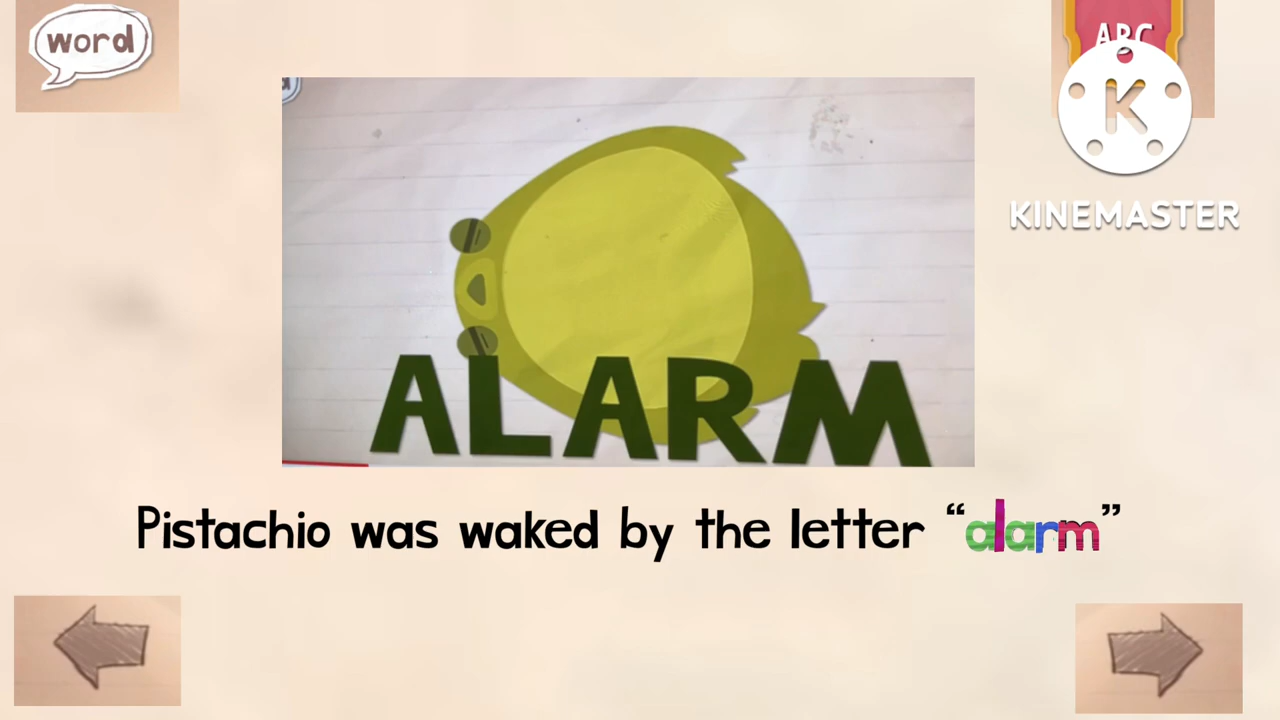 word
ABC
K
KINEMASTER
ALARM
Pistachio was waked by the letter “alarm”